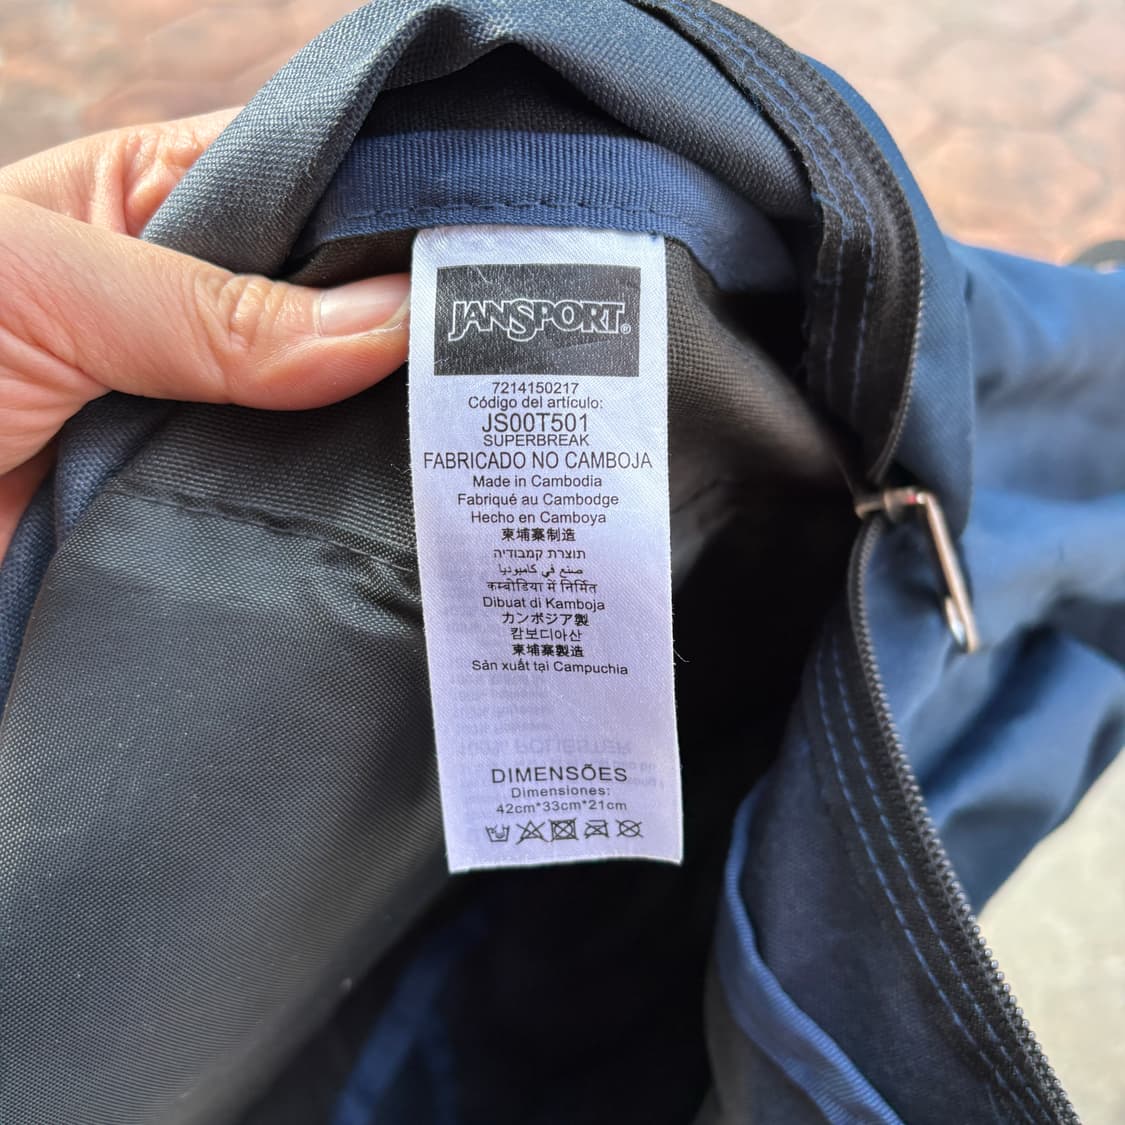 JANSPORT®
7214150217
Código del artículo:
JS00T501
SUPERBREAK
FABRICADO NO CAMBOJA
Made in Cambodia
Fabriqué au Cambodge
Hecho en Camboya
柬埔寨制造
תוצרת קמבודיה
صنع في كامبوديا
कम्बोडिया में निर्मित
Dibuat di Kamboja
カンボジア製
캄보디아산
柬埔寨製造
Sản xuất tại Campuchia
100% POLIÉSTER
DIMENSÕES
Dimensiones:
42cm*33cm*21cm